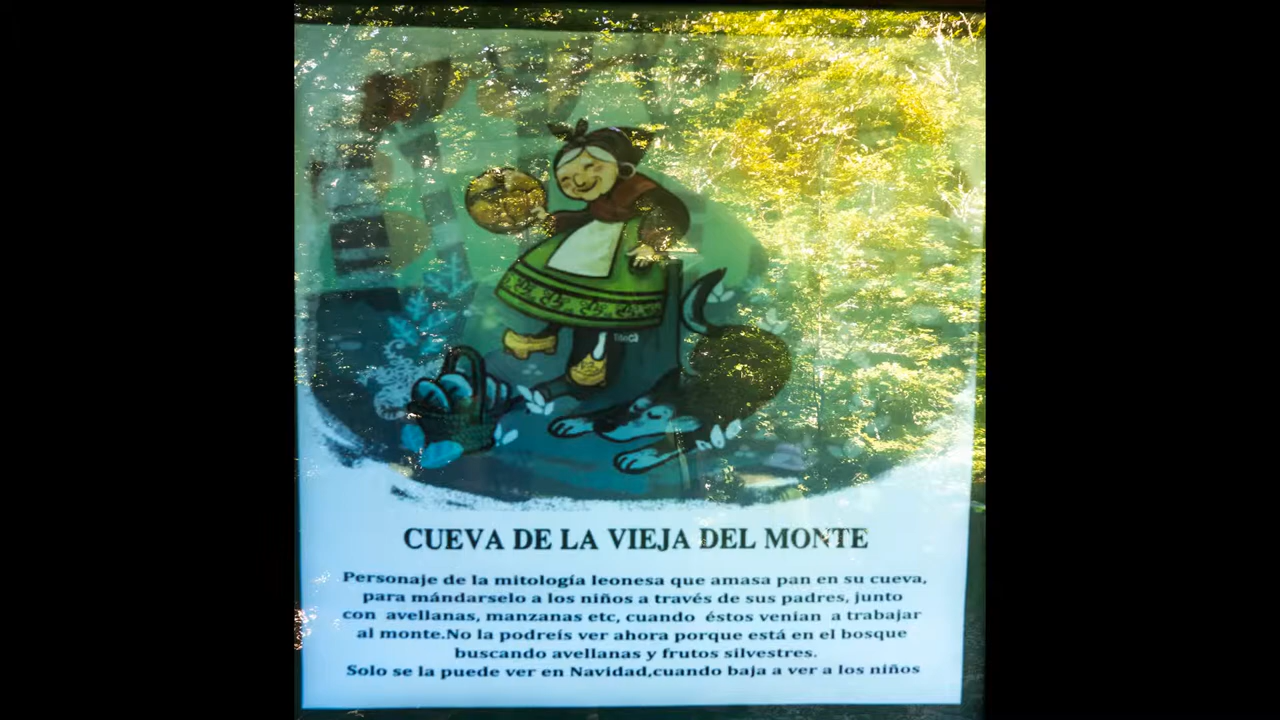 CUEVA DE LA VIEJA DEL MONTE
Personaje de la mitología leonesa que amasa pan en su cueva,
para mándarselo a los niños a través de sus padres, junto
con avellanas, manzanas etc, cuando éstos venían a trabajar
al monte.No la podreís ver ahora porque está en el bosque
buscando avellanas y frutos silvestres.
Solo se la puede ver en Navidad,cuando baja a ver a los niños